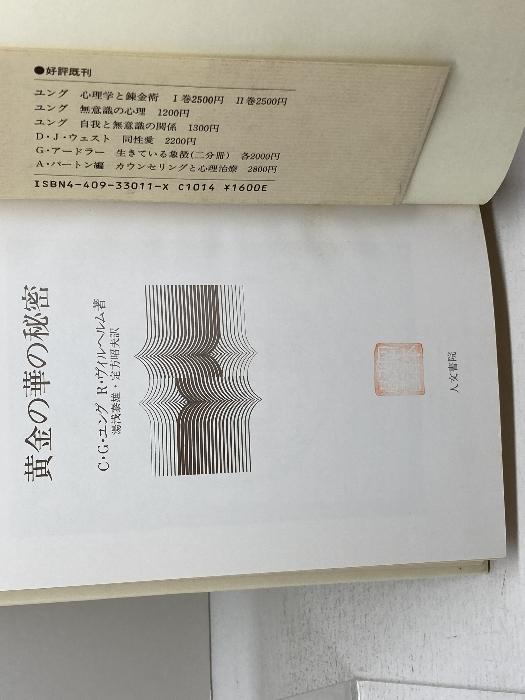 ●好評既刊
ユング 心理学と錬金術 Ⅰ巻2500円 Ⅱ巻2500円
ユング 無意識の心理 1200円
ユング 自我と無意識の関係 1300円
D・J・ウェスト 同性愛 2200円
G・アードラー 生きている象徴(二分冊) 各2000円
A・バートン編 カウンセリングと心理治療 2800円
ISBN4-409-33011-X C1014 ¥1600E
黄金の華の秘密
C・G・ユング R・ヴィルヘルム著
湯浅泰雄・定方昭夫訳
人文書院